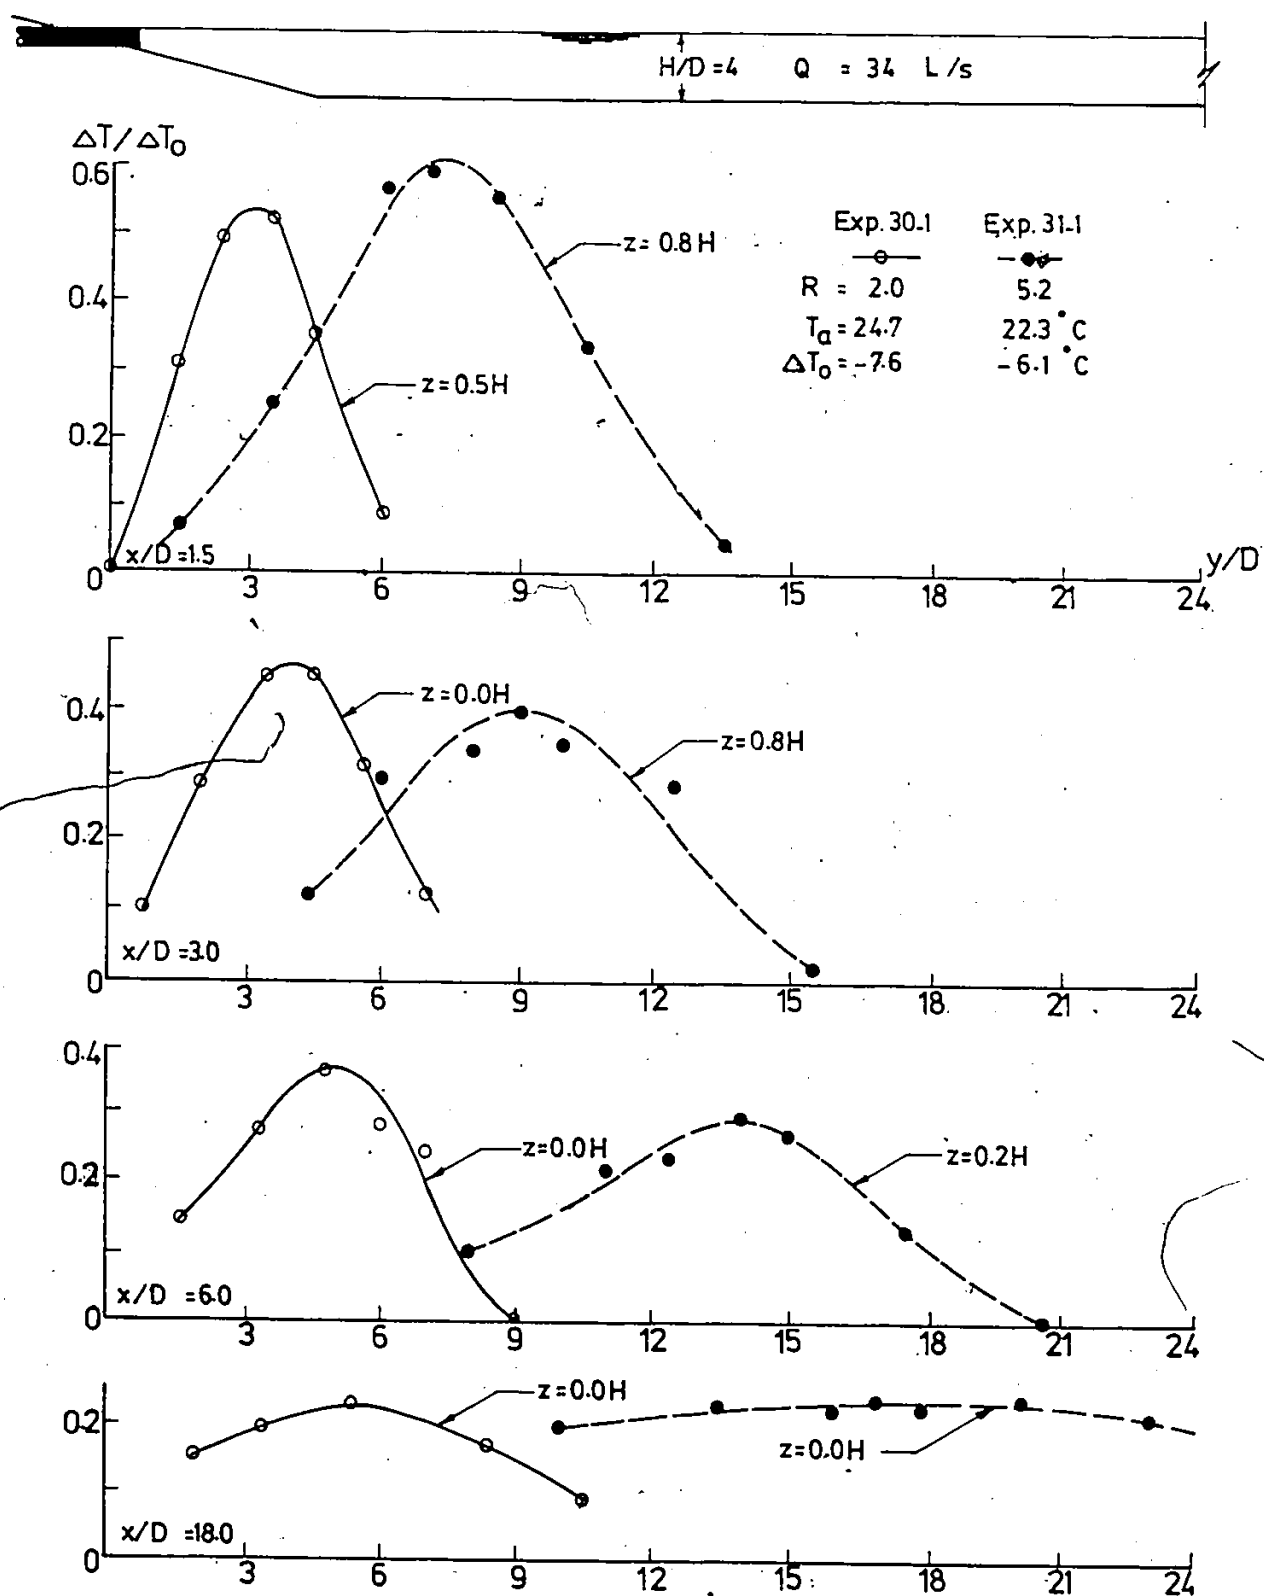 H/D=4 Q = 34 L/s
ΔT/ΔT₀
0.6
0.4
0.2
0
Exp. 30-1 Exp. 31-1
R = 2.0 5.2
Tₐ = 24.7 22.3 °C
ΔT₀ = -7.6 -6.1 °C
z= 0.8H
z=0.5H
x/D =1.5
3 6 9 12 15 18 21 24
y/D
0.4
0.2
0
z=0.0H
z=0.8H
x/D =3.0
3 6 9 12 15 18 21 24
0.4
0.2
0
z=0.0H
z=0.2H
x/D =6.0
3 6 9 12 15 18 21 24
0.2
0
z=0.0H
z=0.0H
x/D =18.0
3 6 9 12 15 18 21 24